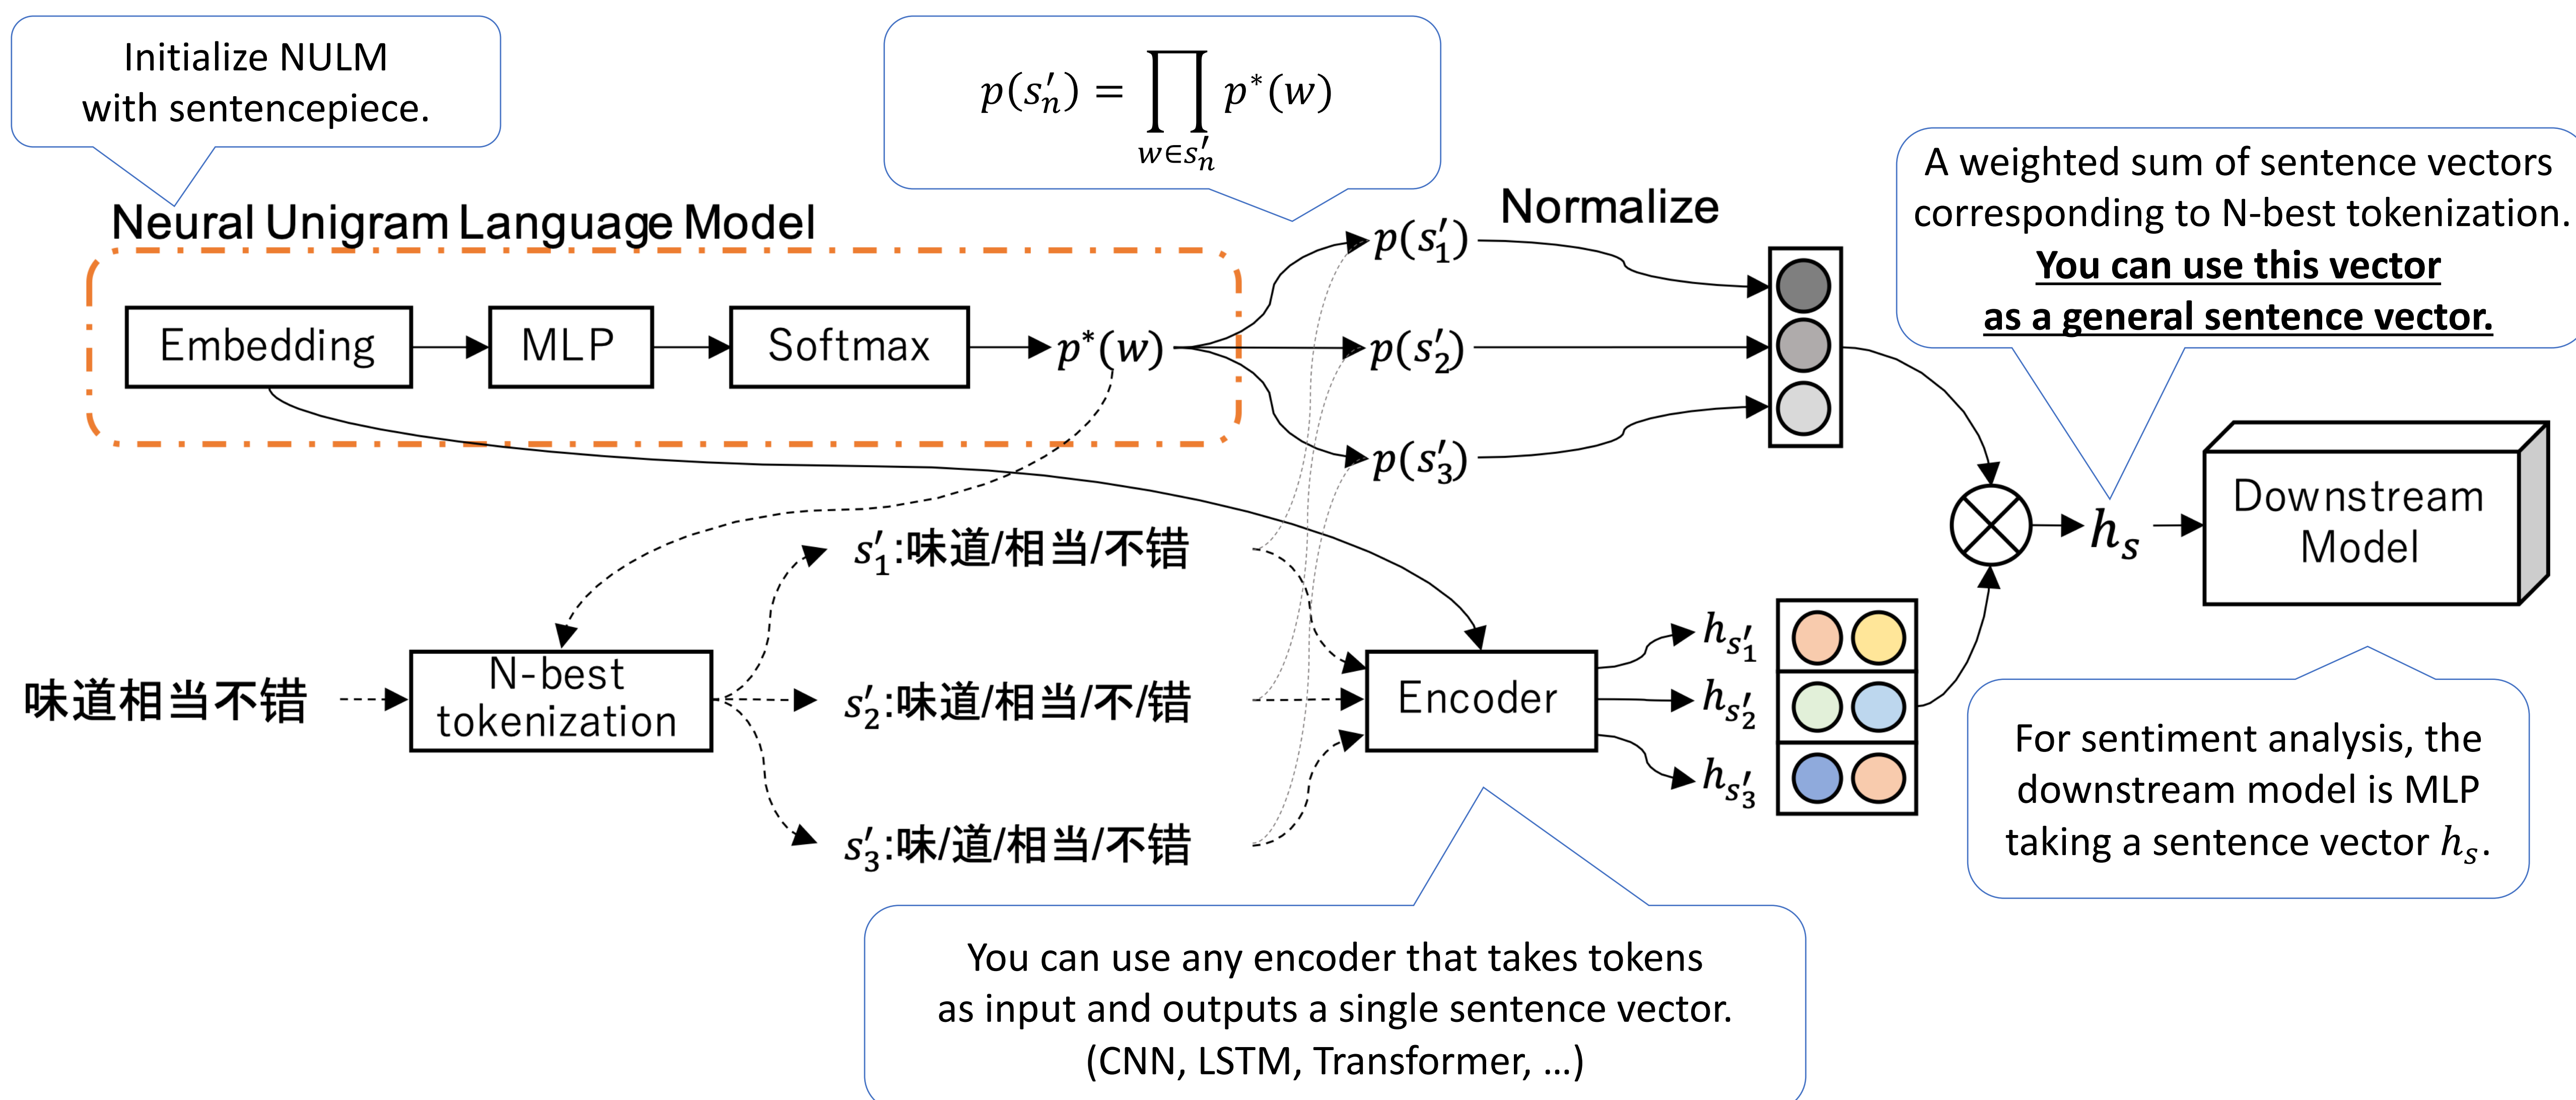 Initialize NULM
with sentencepiece.
p(s′ₙ) = ∏ p*(w)
w∈s′ₙ
A weighted sum of sentence vectors
corresponding to N-best tokenization.
You can use this vector
as a general sentence vector.
Neural Unigram Language Model
Normalize
Embedding
MLP
Softmax
p*(w)
p(s′₁)
p(s′₂)
p(s′₃)
味道相当不错
N-best
tokenization
s′₁:味道/相当/不错
s′₂:味道/相当/不/错
s′₃:味/道/相当/不错
Encoder
h_{s′₁}
h_{s′₂}
h_{s′₃}
hₛ
Downstream
Model
For sentiment analysis, the
downstream model is MLP
taking a sentence vector hₛ.
You can use any encoder that takes tokens
as input and outputs a single sentence vector.
(CNN, LSTM, Transformer, …)